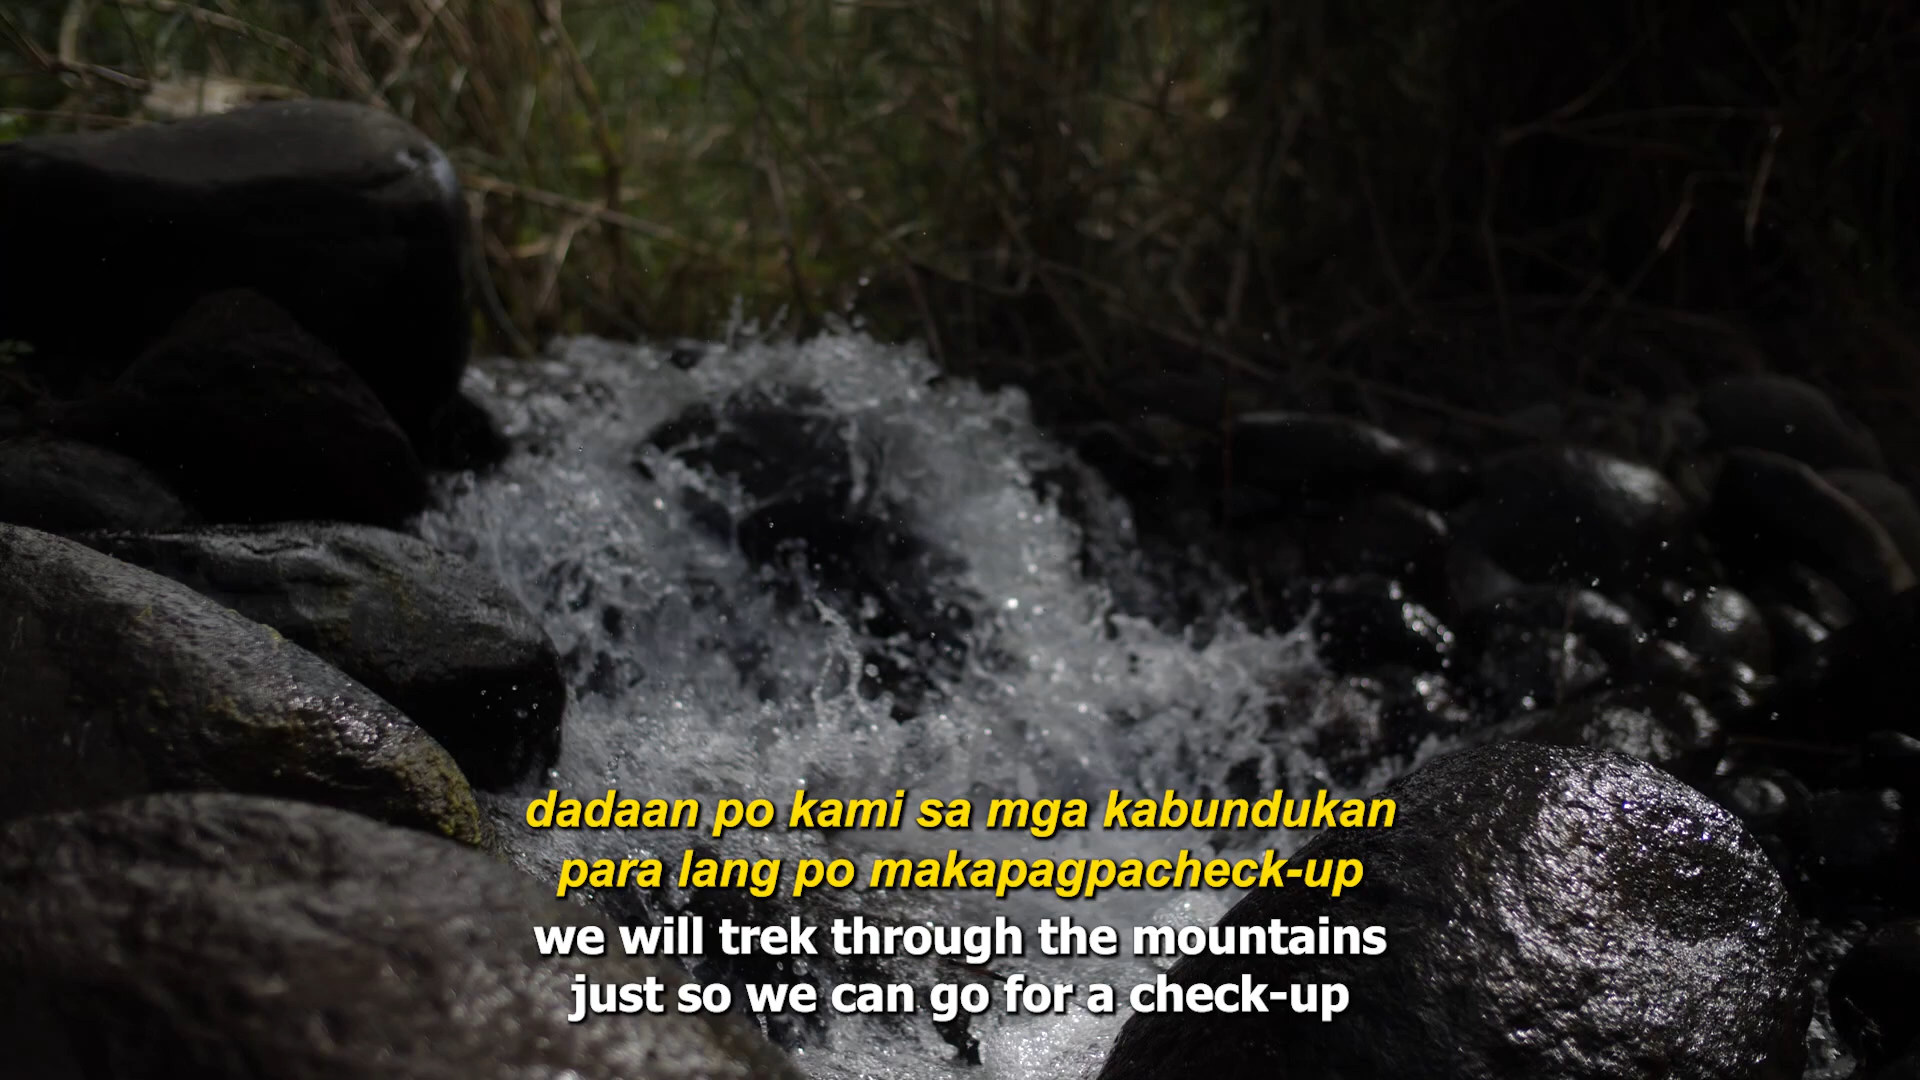 dadaan po kami sa mga kabundukan
para lang po makapagpacheck-up
we will trek through the mountains
just so we can go for a check-up